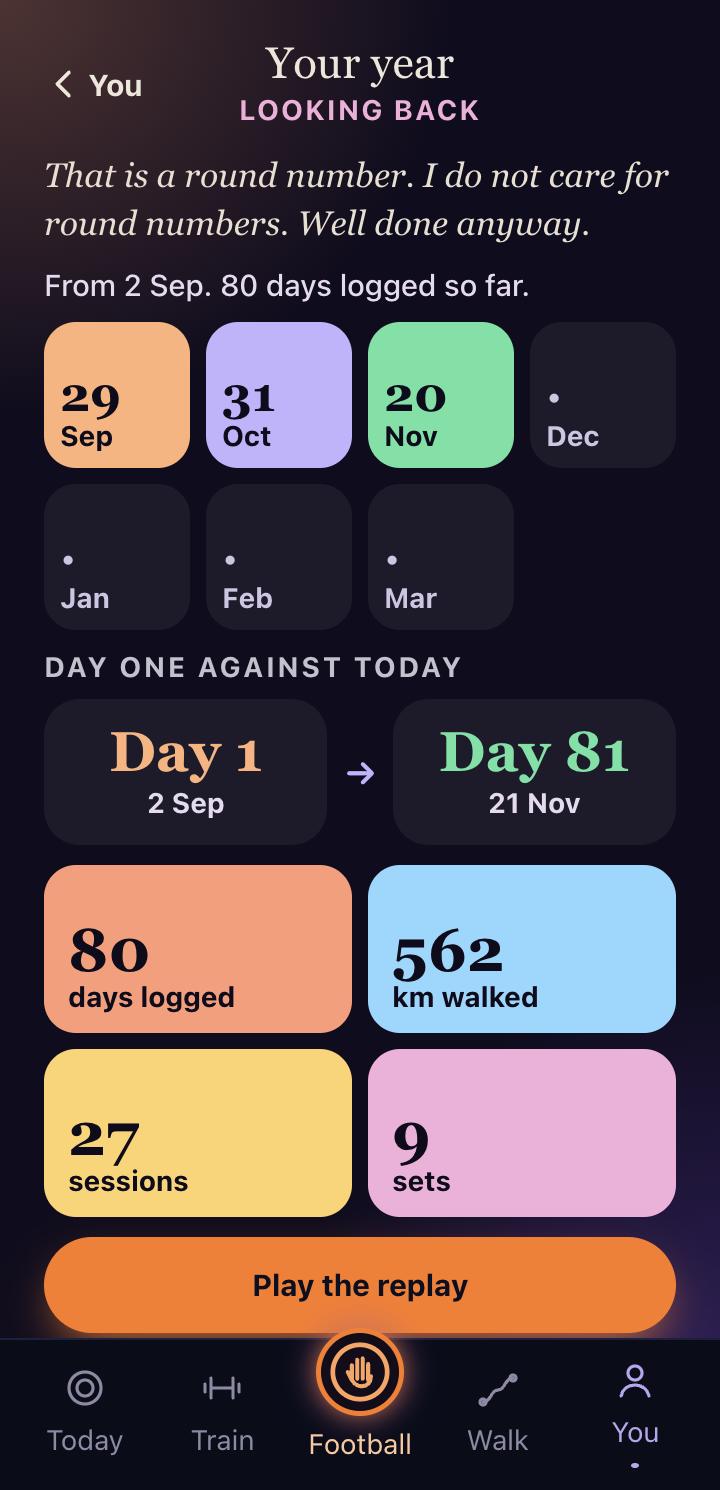 You
Your year
LOOKING BACK
That is a round number. I do not care for
round numbers. Well done anyway.
From 2 Sep. 80 days logged so far.
29
Sep
31
Oct
20
Nov
•
Dec
•
Jan
•
Feb
•
Mar
DAY ONE AGAINST TODAY
Day 1
2 Sep
→
Day 81
21 Nov
80
days logged
562
km walked
27
sessions
9
sets
Play the replay
Today
Train
Football
Walk
You